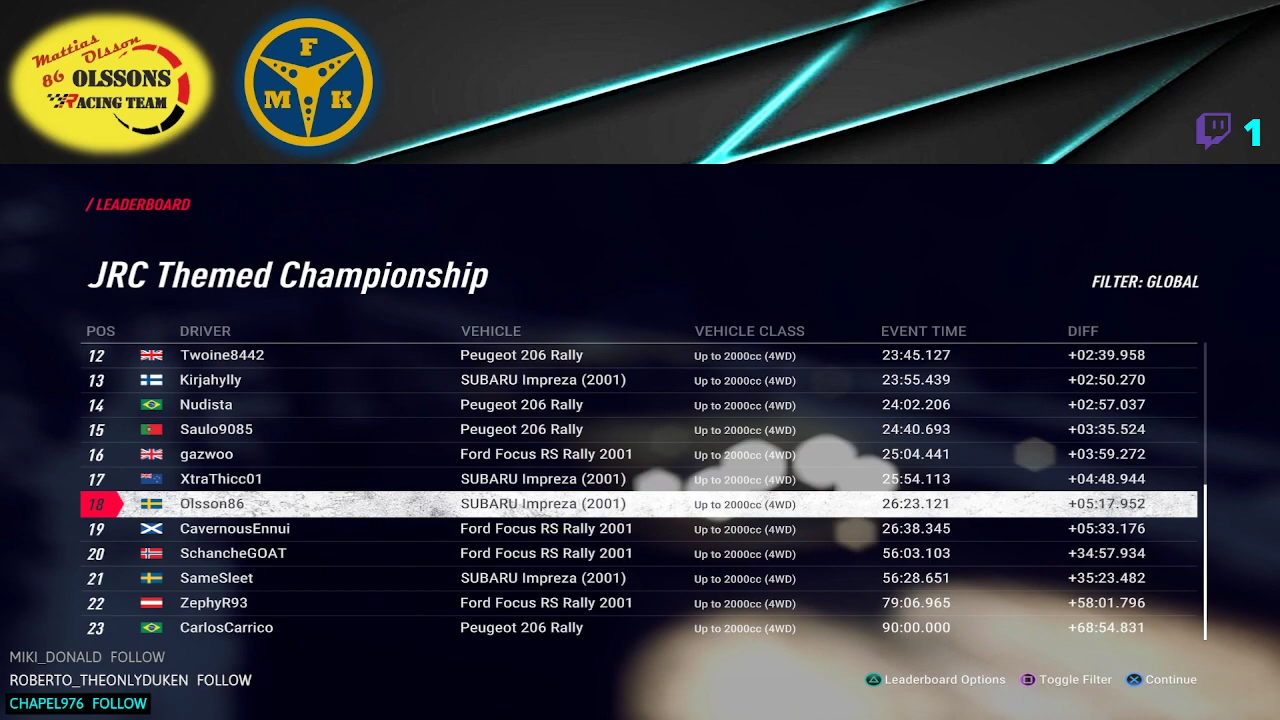 Mattias Olsson
86 OLSSONS
RACING TEAM
F
M K
1
/ LEADERBOARD
JRC Themed Championship
FILTER: GLOBAL
POS DRIVER VEHICLE VEHICLE CLASS EVENT TIME DIFF
12 Twoine8442 Peugeot 206 Rally Up to 2000cc (4WD) 23:45.127 +02:39.958
13 Kirjahylly SUBARU Impreza (2001) Up to 2000cc (4WD) 23:55.439 +02:50.270
14 Nudista Peugeot 206 Rally Up to 2000cc (4WD) 24:02.206 +02:57.037
15 Saulo9085 Peugeot 206 Rally Up to 2000cc (4WD) 24:40.693 +03:35.524
16 gazwoo Ford Focus RS Rally 2001 Up to 2000cc (4WD) 25:04.441 +03:59.272
17 XtraThicc01 SUBARU Impreza (2001) Up to 2000cc (4WD) 25:54.113 +04:48.944
18 Olsson86 SUBARU Impreza (2001) Up to 2000cc (4WD) 26:23.121 +05:17.952
19 CavernousEnnui Ford Focus RS Rally 2001 Up to 2000cc (4WD) 26:38.345 +05:33.176
20 SchancheGOAT Ford Focus RS Rally 2001 Up to 2000cc (4WD) 56:03.103 +34:57.934
21 SameSleet SUBARU Impreza (2001) Up to 2000cc (4WD) 56:28.651 +35:23.482
22 ZephyR93 Ford Focus RS Rally 2001 Up to 2000cc (4WD) 79:06.965 +58:01.796
23 CarlosCarrico Peugeot 206 Rally Up to 2000cc (4WD) 90:00.000 +68:54.831
MIKI_DONALD FOLLOW
ROBERTO_THEONLYDUKEN FOLLOW
CHAPEL976 FOLLOW
Leaderboard Options Toggle Filter Continue